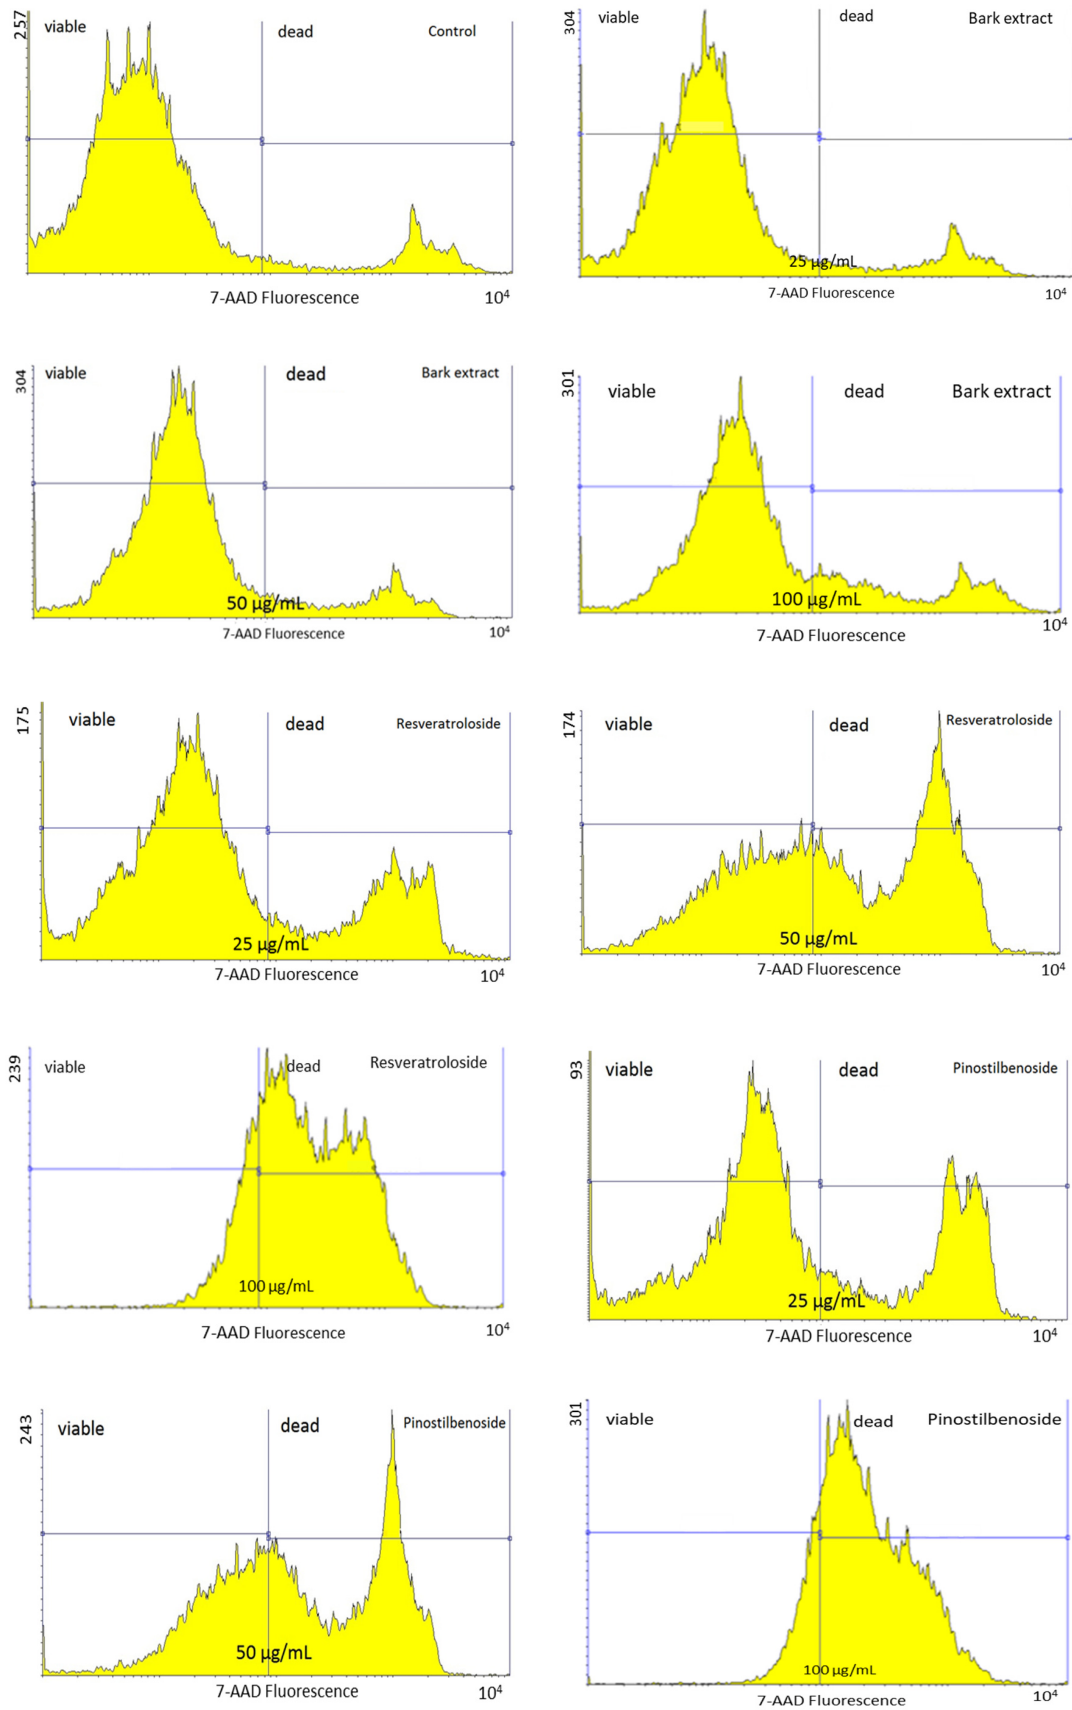 257 viable dead Control
7-AAD Fluorescence 10⁴
304 viable dead Bark extract
25 µg/mL
7-AAD Fluorescence 10⁴
304 viable dead Bark extract
50 µg/mL
7-AAD Fluorescence 10⁴
301 viable dead Bark extract
100 µg/mL
7-AAD Fluorescence 10⁴
175 viable dead Resveratroloside
25 µg/mL
7-AAD Fluorescence 10⁴
174 viable dead Resveratroloside
50 µg/mL
7-AAD Fluorescence 10⁴
239 viable dead Resveratroloside
100 µg/mL
7-AAD Fluorescence 10⁴
93 viable dead Pinostilbenoside
25 µg/mL
7-AAD Fluorescence 10⁴
243 viable dead Pinostilbenoside
50 µg/mL
7-AAD Fluorescence 10⁴
301 viable dead Pinostilbenoside
100 µg/mL
7-AAD Fluorescence 10⁴